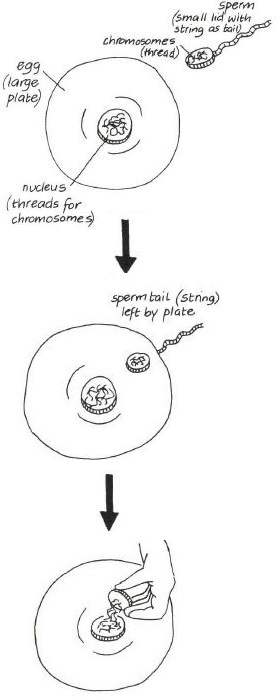 sperm
(small lid with
string as tail)
chromosomes
(thread)
egg
(large
plate)
nucleus
(threads for
chromosomes)
sperm tail (string)
left by plate